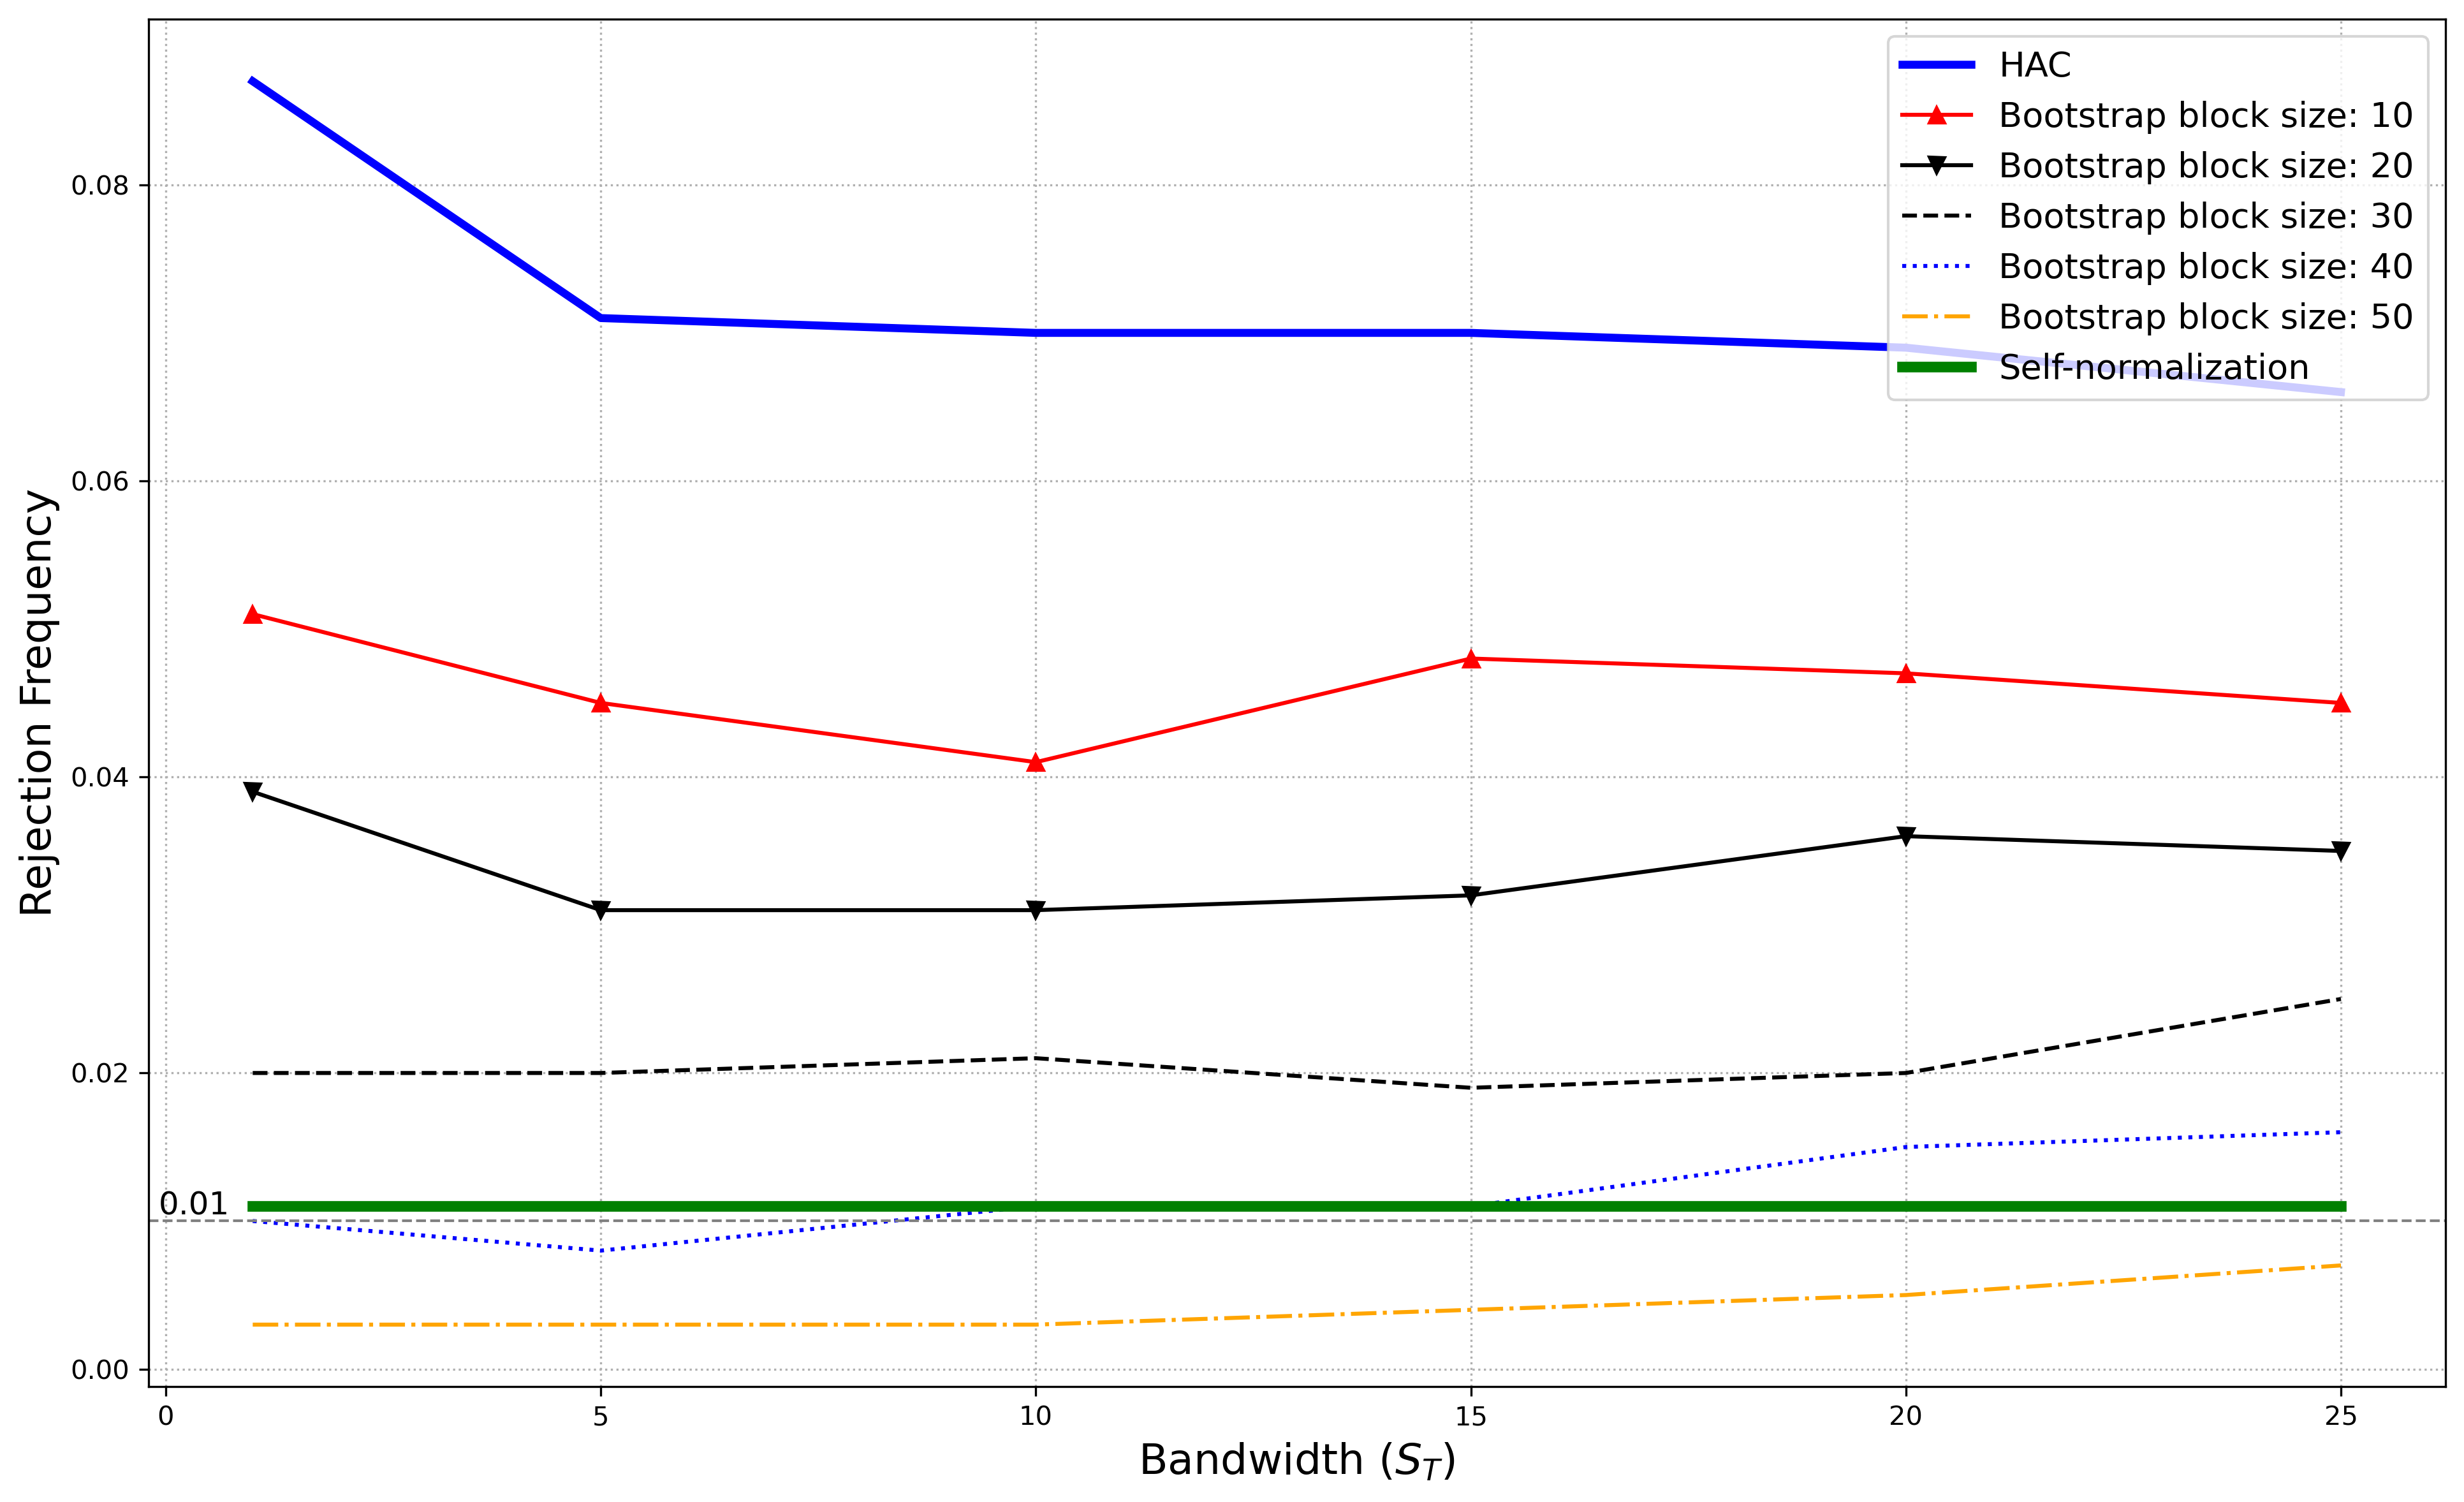 HAC
Bootstrap block size: 10
Bootstrap block size: 20
Bootstrap block size: 30
Bootstrap block size: 40
Bootstrap block size: 50
Self-normalization
Rejection Frequency
0.08
0.06
0.04
0.02
0.01
0.00
0 5 10 15 20 25
Bandwidth (S_T)